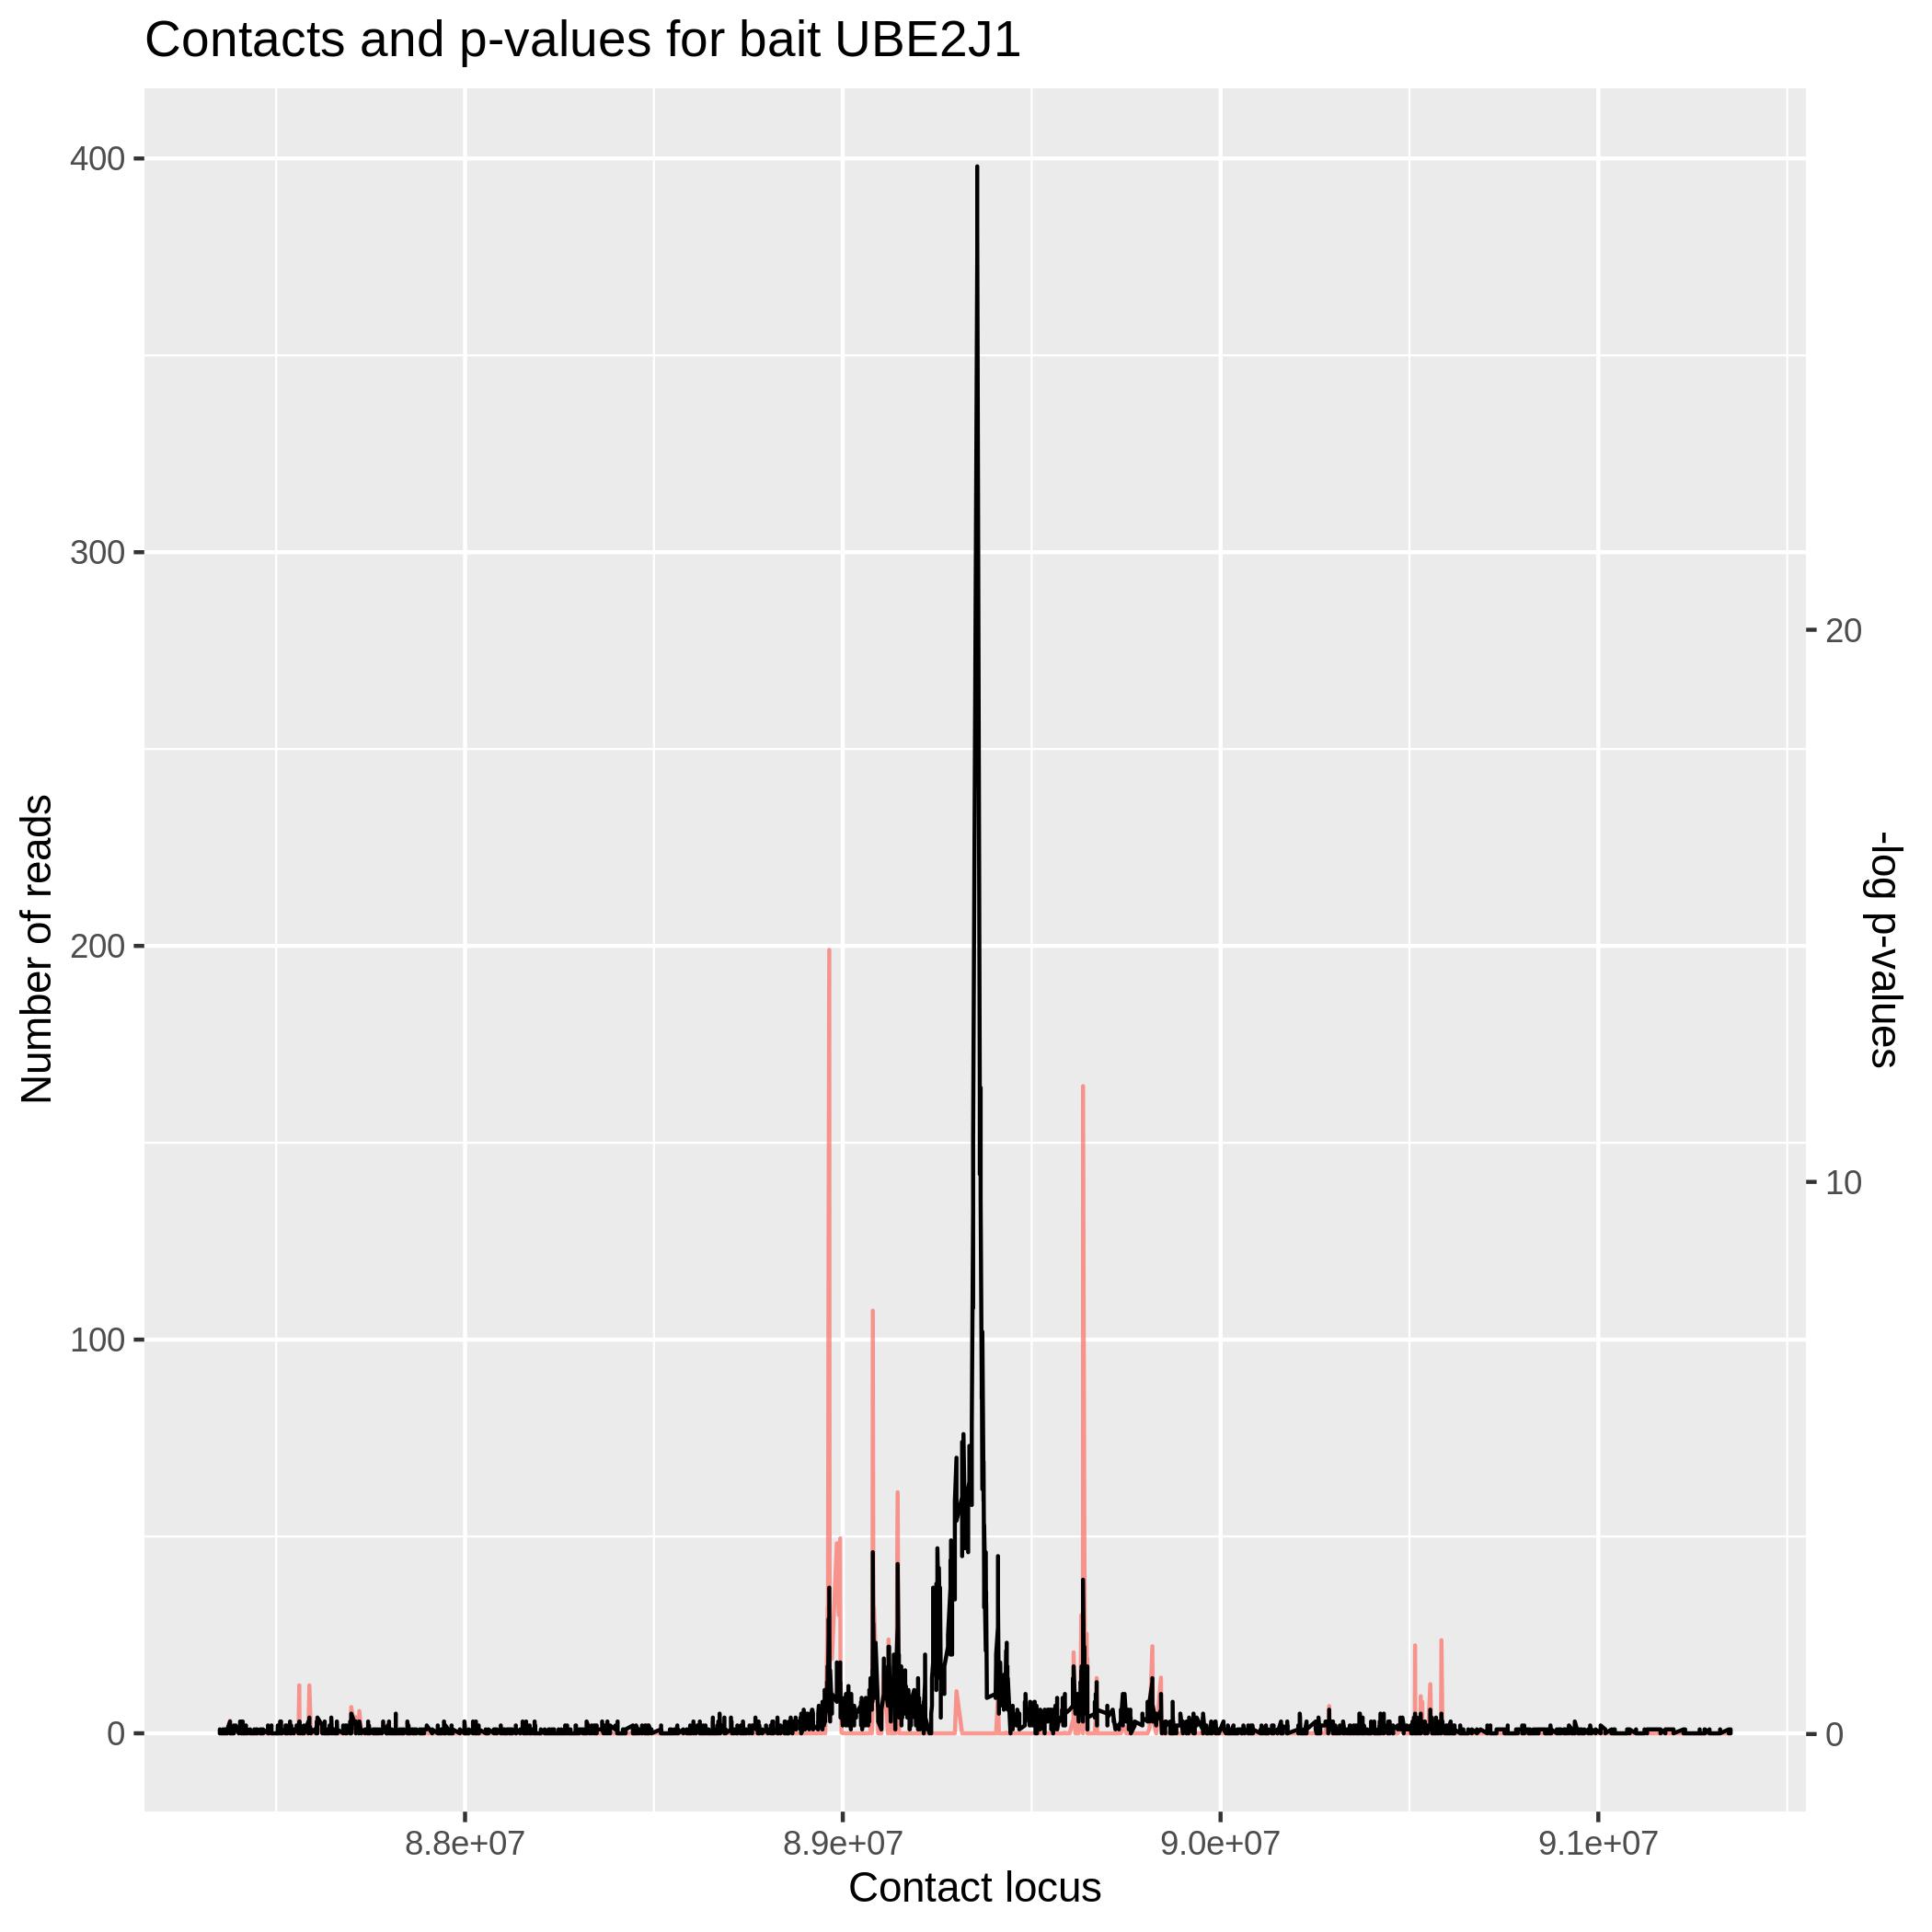 Contacts and p-values for bait UBE2J1
400
300
200
100
0
Number of reads
20
10
0
-log p-values
8.8e+07
8.9e+07
9.0e+07
9.1e+07
Contact locus